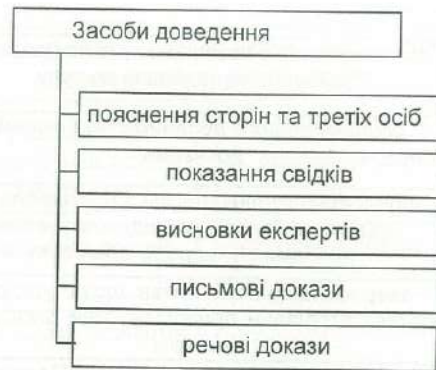 Засоби доведення
пояснення сторін та третіх осіб
показання свідків
висновки експертів
письмові докази
речові докази